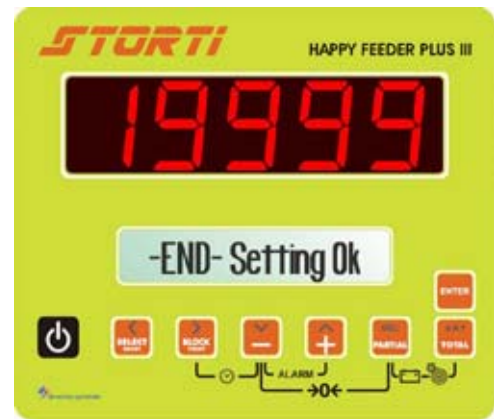 STORTI
HAPPY FEEDER PLUS III
19999
-END- Setting Ok
ENTER
SELECT
BLOCK
PARTIAL
TOTAL
ALARM
→0←